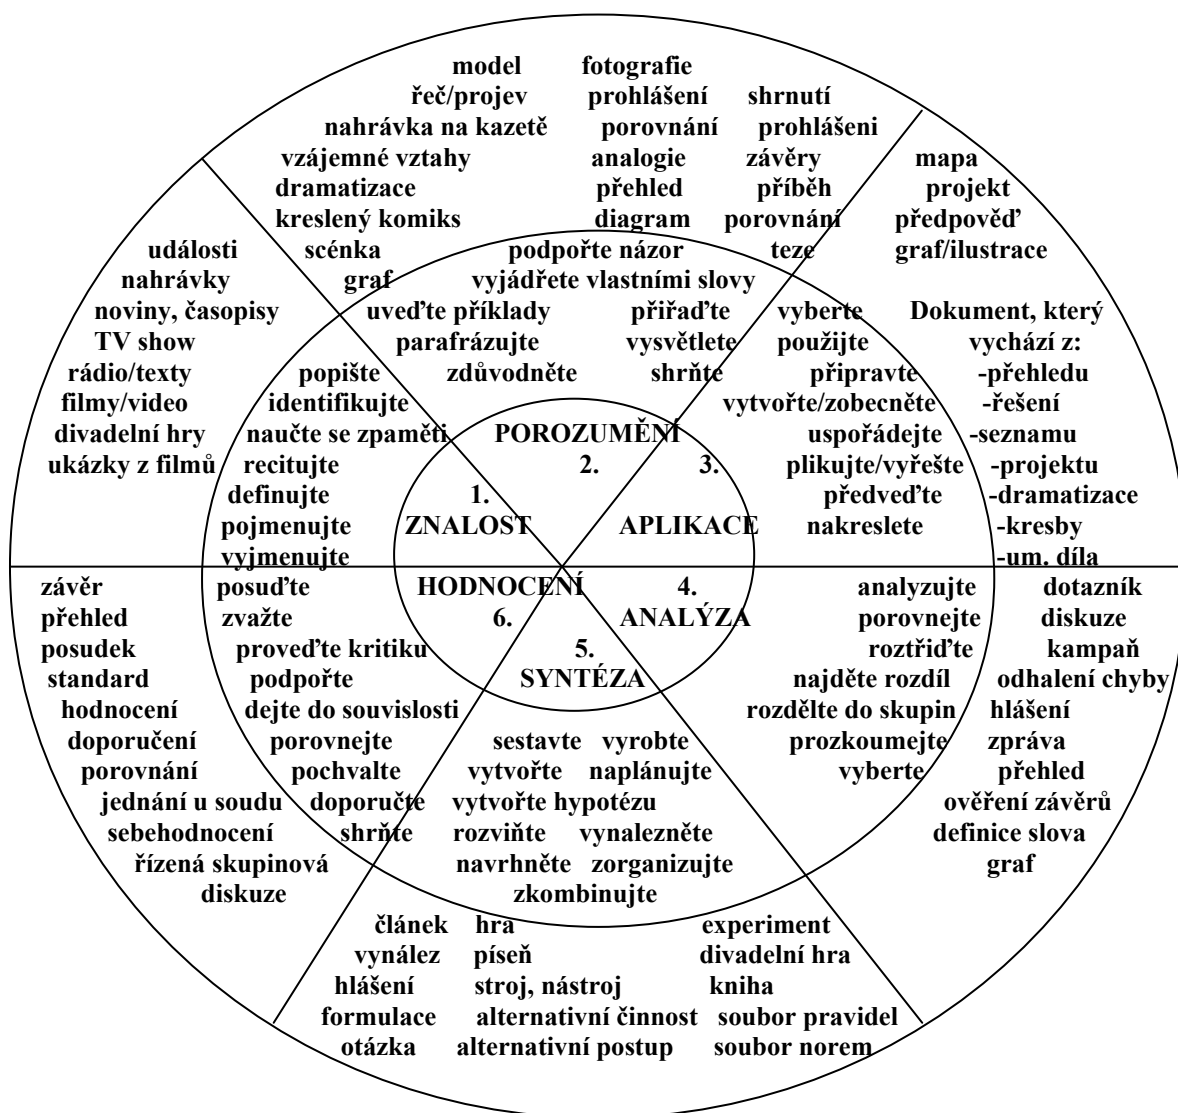 model fotografie
řeč/projev prohlášení shrnutí
nahrávka na kazetě porovnání prohlášeni
vzájemné vztahy analogie závěry mapa
dramatizace přehled příběh projekt
kreslený komiks diagram porovnání předpověď
události scénka podpořte názor teze graf/ilustrace
nahrávky graf vyjádřete vlastními slovy
noviny, časopisy uveďte příklady přiřaďte vyberte Dokument, který
TV show parafrázujte vysvětlete použijte vychází z:
rádio/texty popište zdůvodněte shrňte připravte -přehledu
filmy/video identifikujte vytvořte/zobecněte -řešení
divadelní hry naučte se zpaměti POROZUMĚNÍ uspořádejte -seznamu
ukázky z filmů recitujte 2. 3. plikujte/vyřešte -projektu
definujte 1. předveďte -dramatizace
pojmenujte ZNALOST APLIKACE nakreslete -kresby
vyjmenujte -um. díla
závěr posuďte HODNOCENÍ 4. analyzujte dotazník
přehled zvažte 6. ANALÝZA porovnejte diskuze
posudek proveďte kritiku 5. roztřiďte kampaň
standard podpořte SYNTÉZA najděte rozdíl odhalení chyby
hodnocení dejte do souvislosti rozdělte do skupin hlášení
doporučení porovnejte sestavte vyrobte prozkoumejte zpráva
porovnání pochvalte vytvořte naplánujte vyberte přehled
jednání u soudu doporučte vytvořte hypotézu ověření závěrů
sebehodnocení shrňte rozviňte vynalezněte definice slova
řízená skupinová navrhněte zorganizujte graf
diskuze zkombinujte
článek hra experiment
vynález píseň divadelní hra
hlášení stroj, nástroj kniha
formulace alternativní činnost soubor pravidel
otázka alternativní postup soubor norem